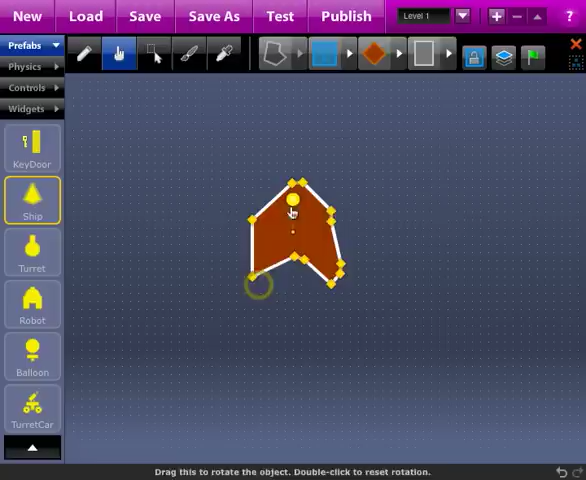 New Load Save Save As Test Publish Level 1 ?
Prefabs
Physics
Controls
Widgets
KeyDoor
Ship
Turret
Robot
Balloon
TurretCar
Drag this to rotate the object. Double-click to reset rotation.